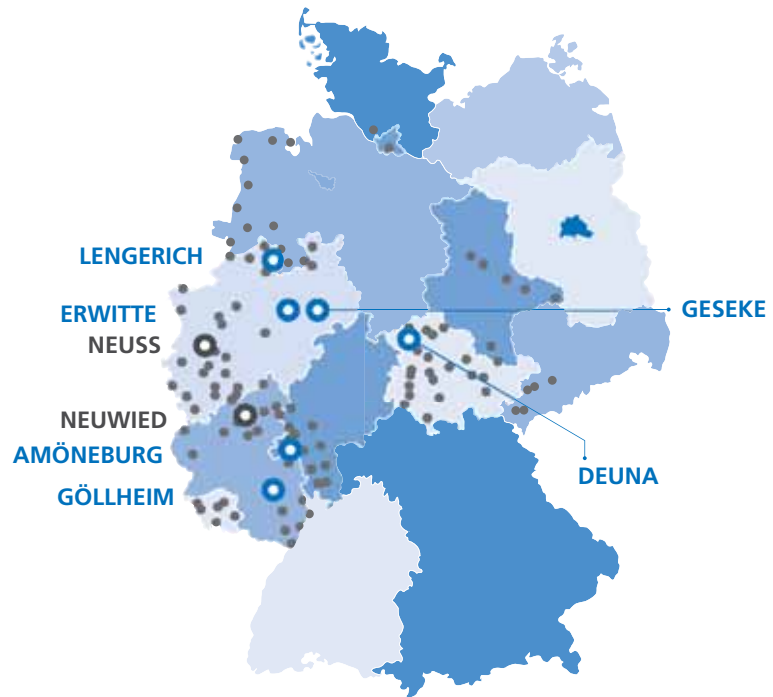 LENGERICH
ERWITTE
GESEKE
NEUSS
NEUWIED
AMÖNEBURG
DEUNA
GÖLLHEIM